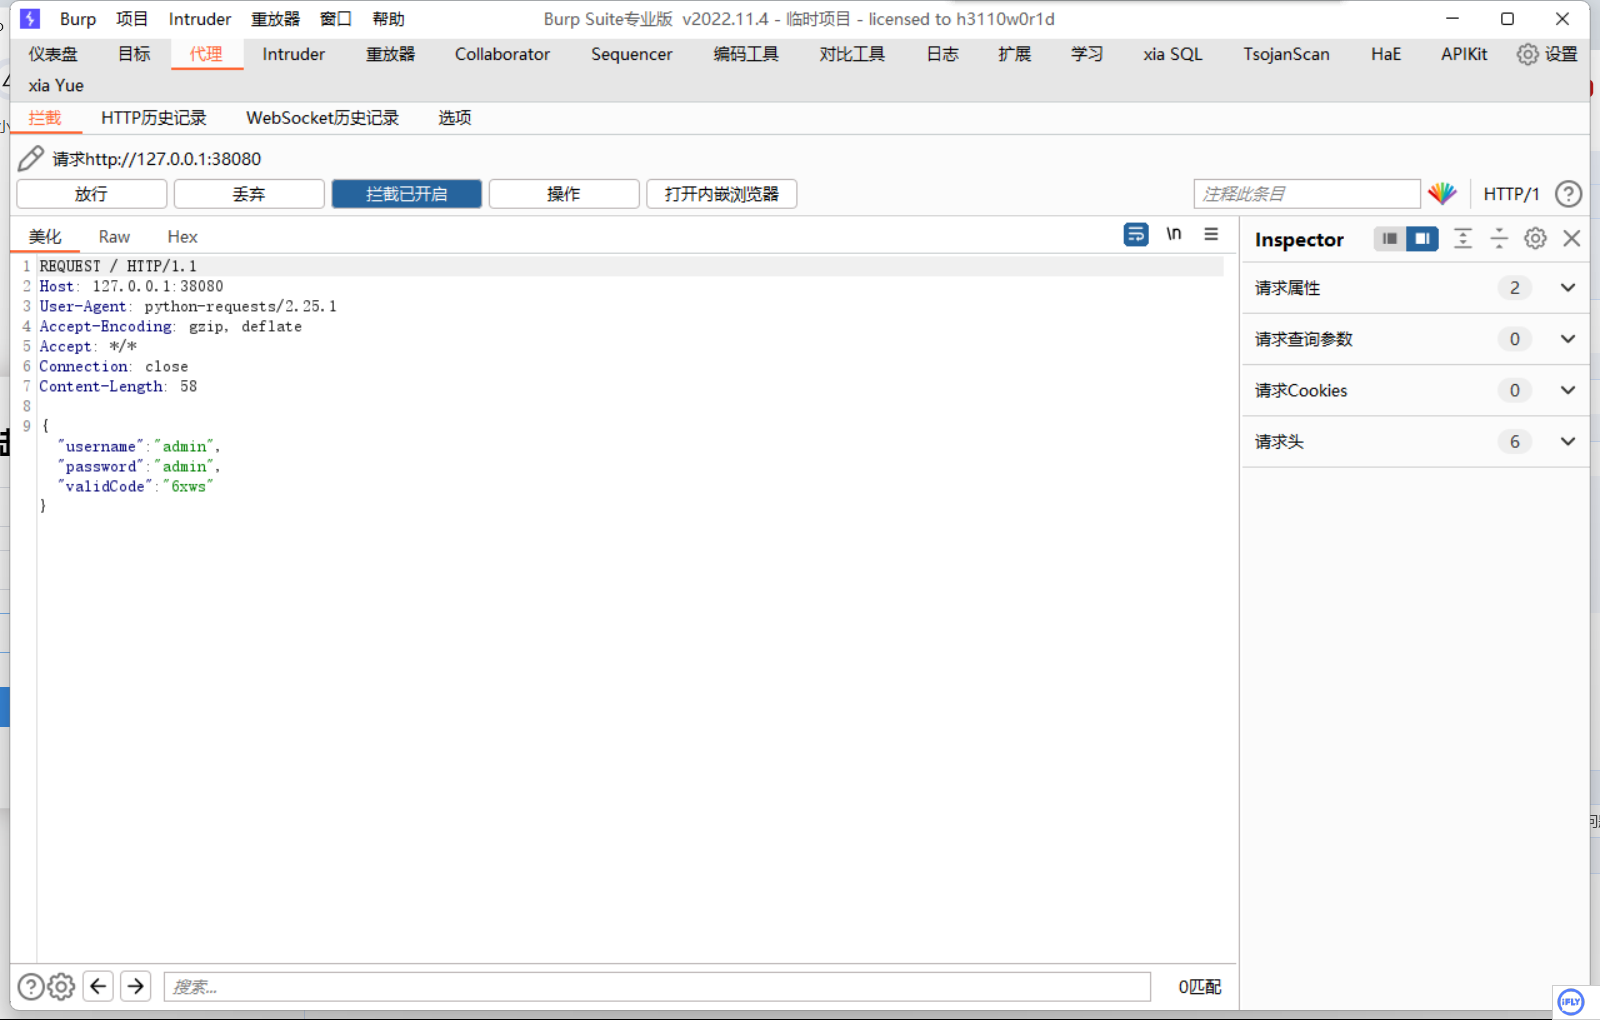 Burp 项目 Intruder 重放器 窗口 帮助 Burp Suite专业版 v2022.11.4 - 临时项目 - licensed to h3110w0r1d
仪表盘 目标 代理 Intruder 重放器 Collaborator Sequencer 编码工具 对比工具 日志 扩展 学习 xia SQL TsojanScan HaE APIKit 设置
xia Yue
拦截 HTTP历史记录 WebSocket历史记录 选项
请求http://127.0.0.1:38080
放行 丢弃 拦截已开启 操作 打开内嵌浏览器 注释此条目 HTTP/1 ?
美化 Raw Hex \n Inspector
1 REQUEST / HTTP/1.1
2 Host: 127.0.0.1:38080
3 User-Agent: python-requests/2.25.1
4 Accept-Encoding: gzip, deflate
5 Accept: */*
6 Connection: close
7 Content-Length: 58
8
9 {
"username":"admin",
"password":"admin",
"validCode":"6xws"
}
请求属性 2
请求查询参数 0
请求Cookies 0
请求头 6
? 搜索... 0匹配
iFLY